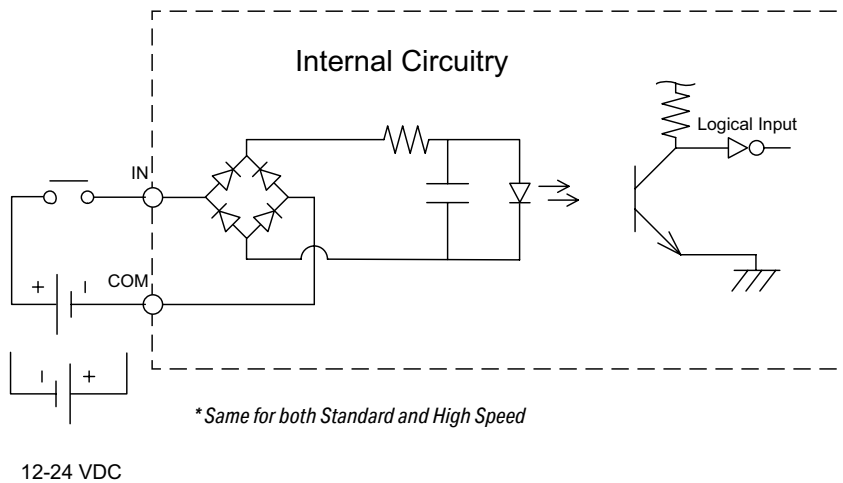 Internal Circuitry
Logical Input
IN
COM
+ −
− +
* Same for both Standard and High Speed
12-24 VDC